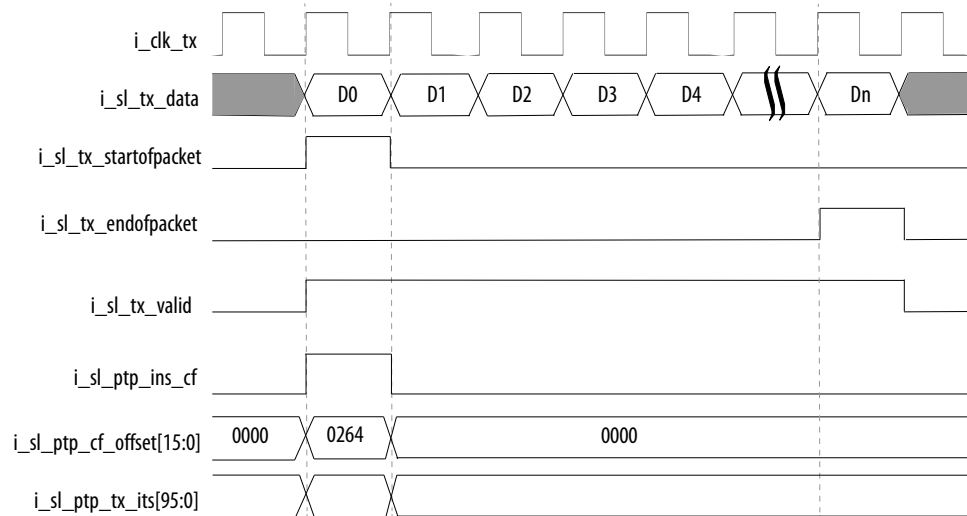 i_clk_tx
i_sl_tx_data D0 D1 D2 D3 D4 Dn
i_sl_tx_startofpacket
i_sl_tx_endofpacket
i_sl_tx_valid
i_sl_ptp_ins_cf
i_sl_ptp_cf_offset[15:0] 0000 0264 0000
i_sl_ptp_tx_its[95:0]